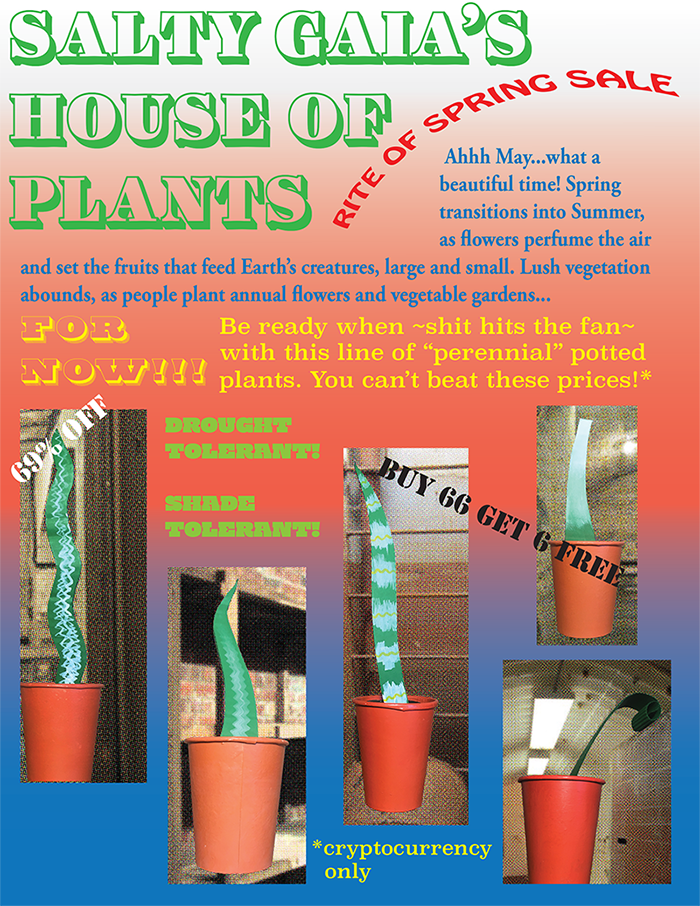 SALTY GAIA'S
HOUSE OF
PLANTS
RITE OF SPRING SALE
Ahhh May...what a
beautiful time! Spring
transitions into Summer,
as flowers perfume the air
and set the fruits that feed Earth's creatures, large and small. Lush vegetation
abounds, as people plant annual flowers and vegetable gardens...
FOR
NOW!!!
Be ready when ~shit hits the fan~
with this line of “perennial” potted
plants. You can't beat these prices!*
69% OFF
DROUGHT
TOLERANT!
SHADE
TOLERANT!
BUY 66 GET 6 FREE
*cryptocurrency
only